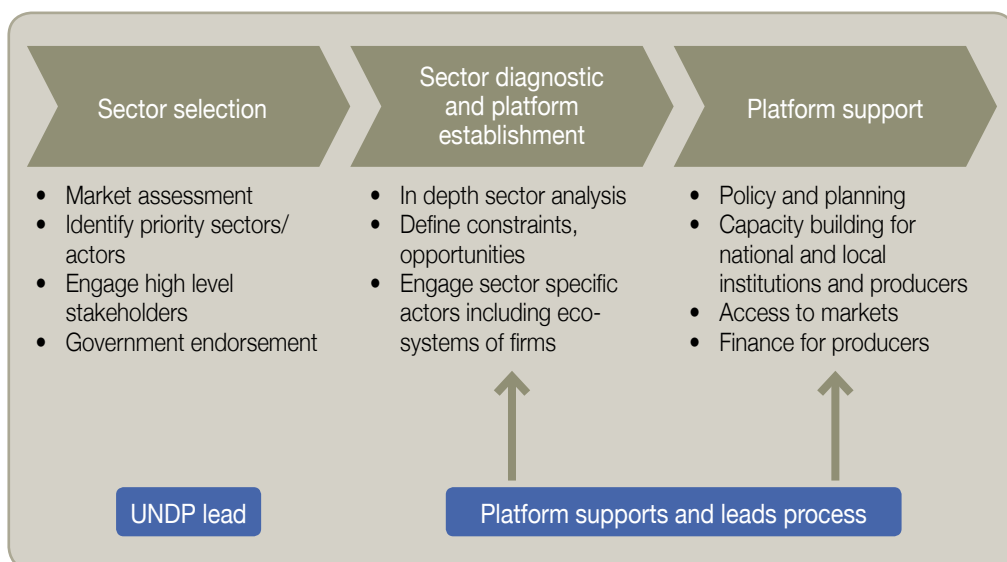 Sector selection
Sector diagnostic
and platform
establishment
Platform support
• Market assessment
• Identify priority sectors/
actors
• Engage high level
stakeholders
• Government endorsement
• In depth sector analysis
• Define constraints,
opportunities
• Engage sector specific
actors including eco-
systems of firms
• Policy and planning
• Capacity building for
national and local
institutions and producers
• Access to markets
• Finance for producers
UNDP lead
Platform supports and leads process